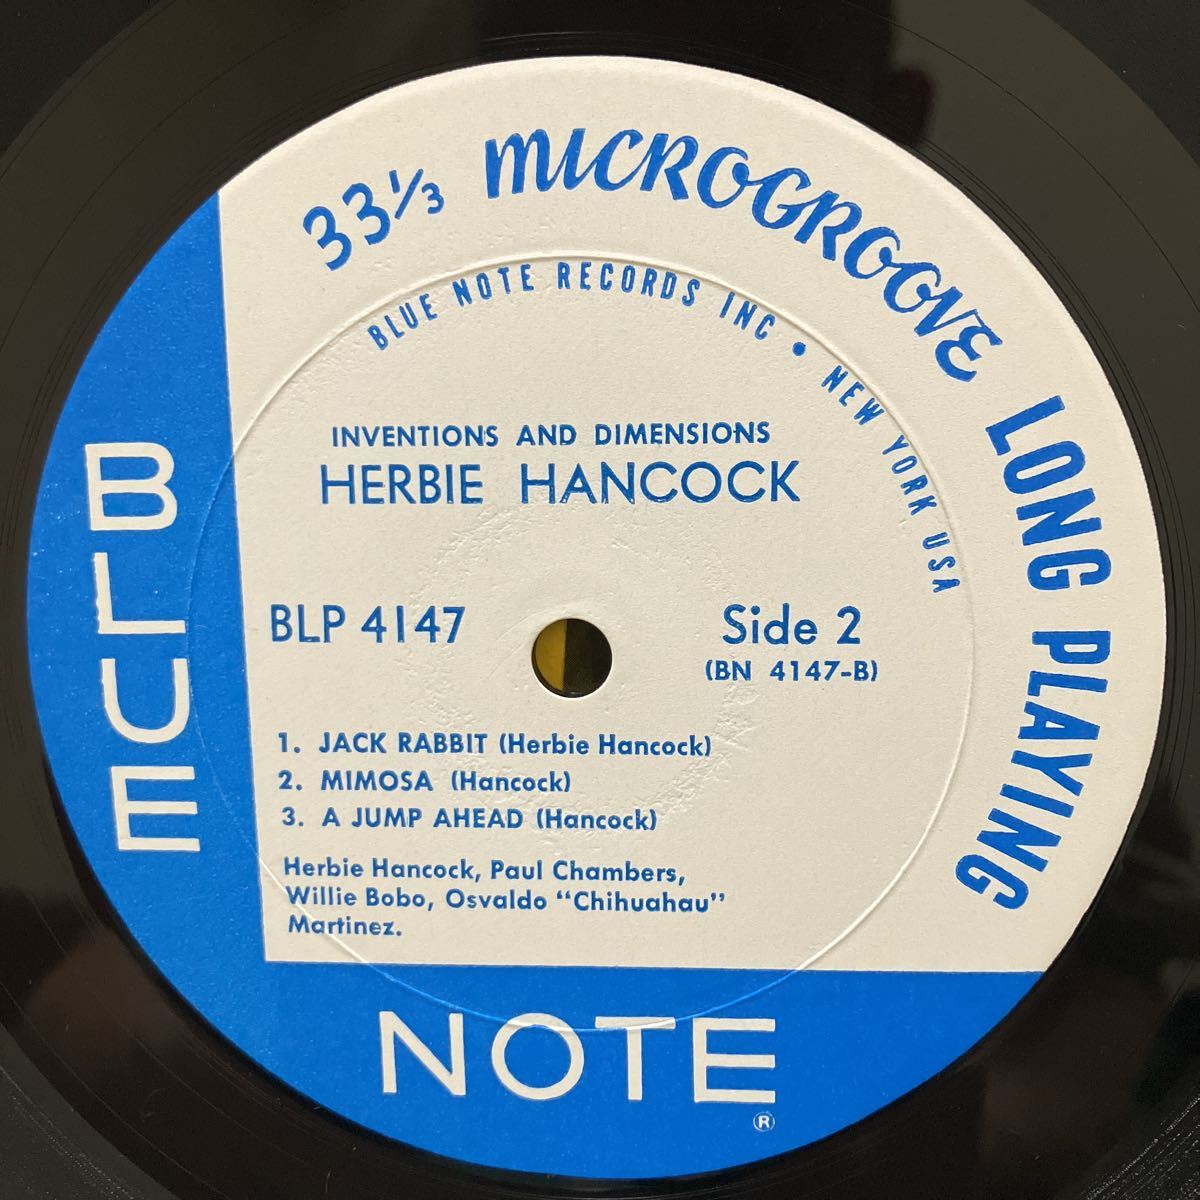 33⅓ MICROGROOVE LONG PLAYING
BLUE NOTE RECORDS INC • NEW YORK USA
INVENTIONS AND DIMENSIONS
HERBIE HANCOCK
BLP 4147
Side 2
(BN 4147-B)
1. JACK RABBIT (Herbie Hancock)
2. MIMOSA (Hancock)
3. A JUMP AHEAD (Hancock)
Herbie Hancock, Paul Chambers,
Willie Bobo, Osvaldo "Chihuahau"
Martinez.
BLUE
NOTE
®